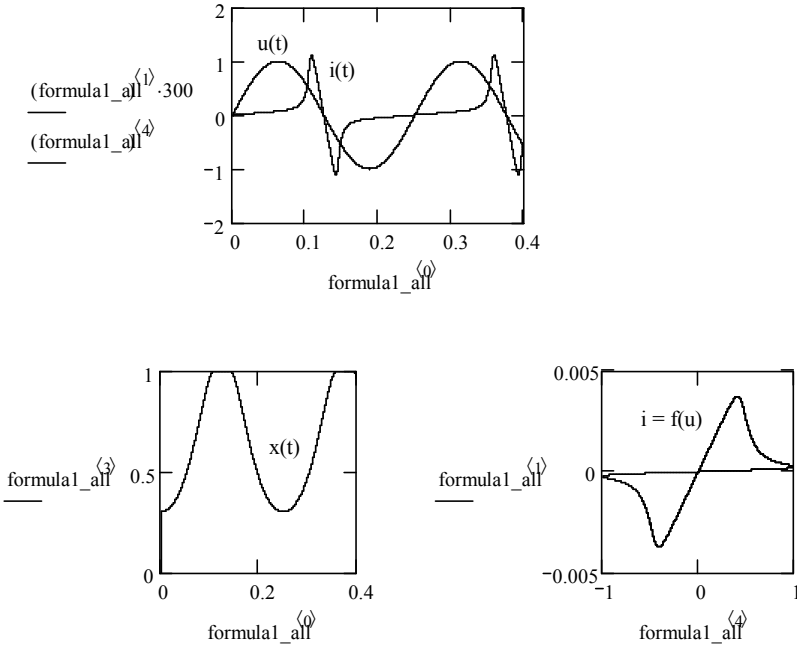 2
u(t)
i(t)
1
(formula1_all)⟨1⟩·300
(formula1_all)⟨4⟩
0
−1
−2
0 0.1 0.2 0.3 0.4
formula1_all⟨0⟩
1
x(t)
formula1_all⟨3⟩
0.5
0
0 0.2 0.4
formula1_all⟨0⟩
0.005
i = f(u)
formula1_all⟨1⟩
0
−0.005
−1 0 1
formula1_all⟨4⟩